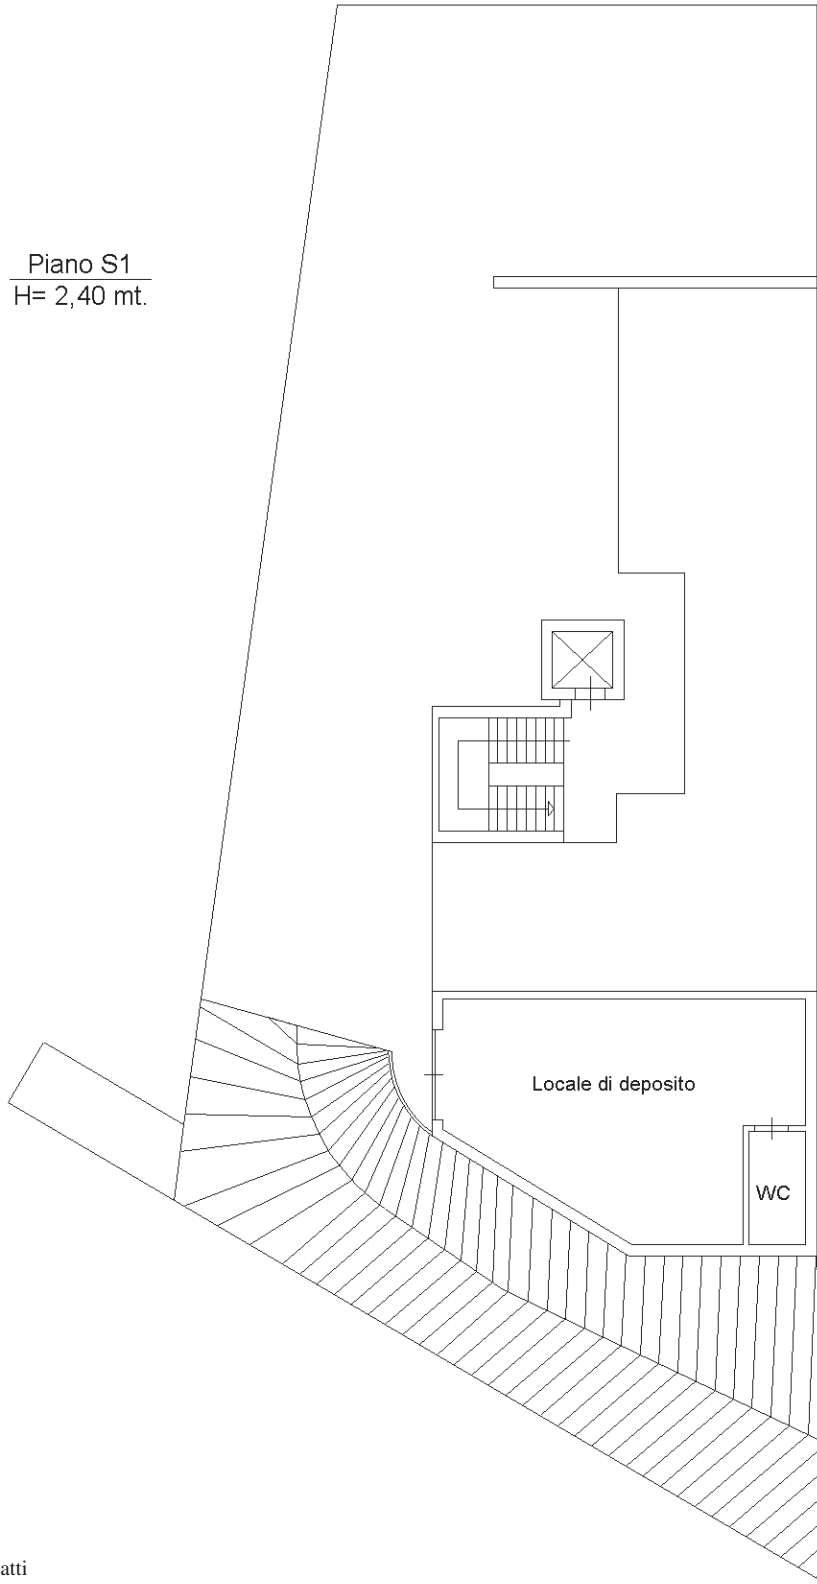 Piano S1
H= 2,40 mt.
Locale di deposito
WC
atti